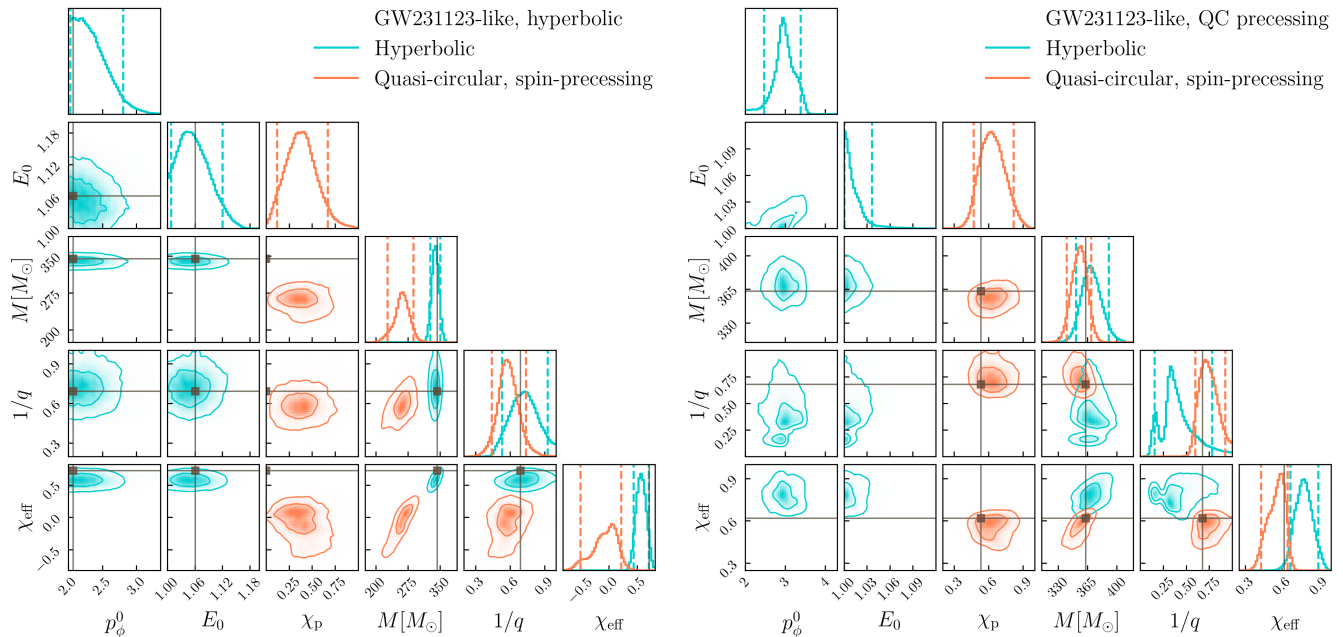 GW231123-like, hyperbolic
Hyperbolic
Quasi-circular, spin-precessing
E₀
1.00 1.06 1.12 1.18
M[M⊙]
200 275 350
1/q
0.3 0.6 0.9
χeff
−0.5 0.0 0.5
2.0 2.5 3.0
1.00 1.06 1.12 1.18
0.25 0.50 0.75
200 350
0.3 0.6 0.9
−0.5 0.0 0.5
p⁰ϕ E₀ χp M[M⊙] 1/q χeff
GW231123-like, QC precessing
Hyperbolic
Quasi-circular, spin-precessing
E₀
1.00 1.03 1.06 1.09
M[M⊙]
330 365 400
1/q
0.25 0.50 0.75
χeff
0.3 0.6 0.9
2 3 4
1.00 1.03 1.06 1.09
0.3 0.6 0.9
330 365 400
0.25 0.50 0.75
0.3 0.6 0.9
p⁰ϕ E₀ χp M[M⊙] 1/q χeff